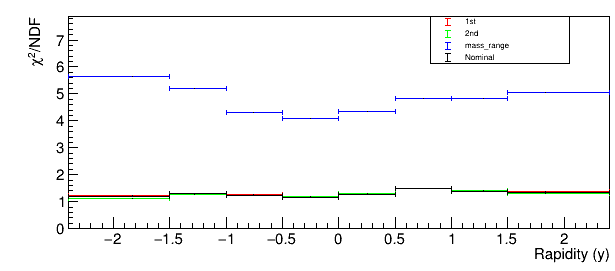 χ²/NDF
7
6
5
4
3
2
1
0
1st
2nd
mass_range
Nominal
−2 −1.5 −1 −0.5 0 0.5 1 1.5 2
Rapidity (y)